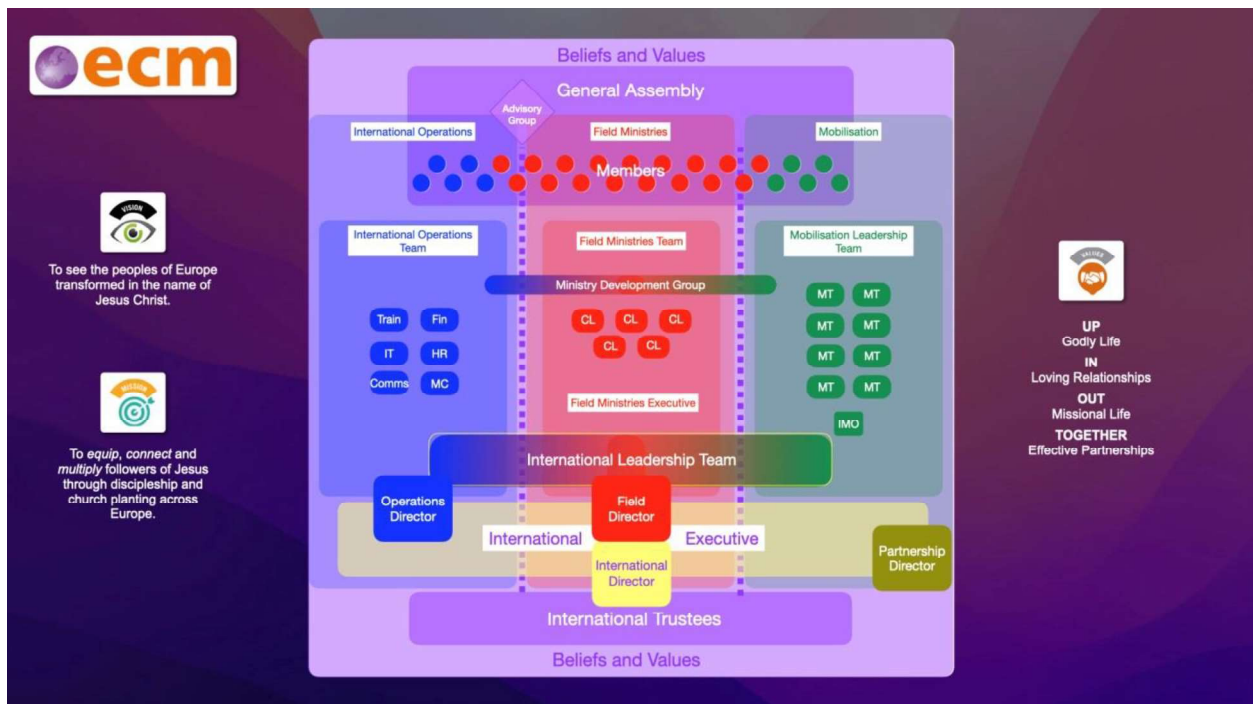 ecm
VISION
To see the peoples of Europe
transformed in the name of
Jesus Christ.
MISSION
To equip, connect and
multiply followers of Jesus
through discipleship and
church planting across
Europe.
Beliefs and Values
General Assembly
Advisory
Group
International Operations
Field Ministries
Mobilisation
Members
International Operations
Team
Field Ministries Team
Mobilisation Leadership
Team
Ministry Development Group
Train
Fin
IT
HR
Comms
MC
CL
CL
CL
CL
CL
MT
MT
MT
MT
MT
MT
MT
MT
IMO
Field Ministries Executive
International Leadership Team
Operations
Director
Field
Director
International
Executive
International
Director
Partnership
Director
International Trustees
Beliefs and Values
VALUES
UP
Godly Life
IN
Loving Relationships
OUT
Missional Life
TOGETHER
Effective Partnerships